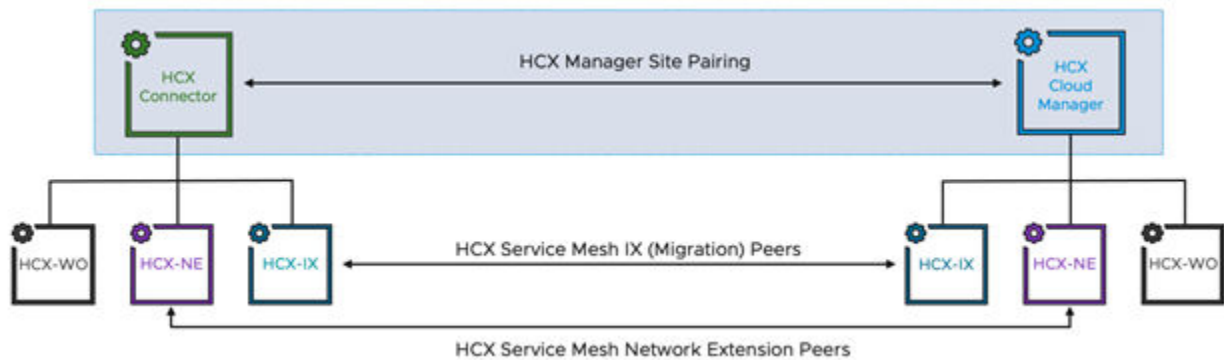 HCX Manager Site Pairing
HCX
Connector
HCX
Cloud
Manager
HCX-WO
HCX-NE
HCX-IX
HCX Service Mesh IX (Migration) Peers
HCX-IX
HCX-NE
HCX-WO
HCX Service Mesh Network Extension Peers